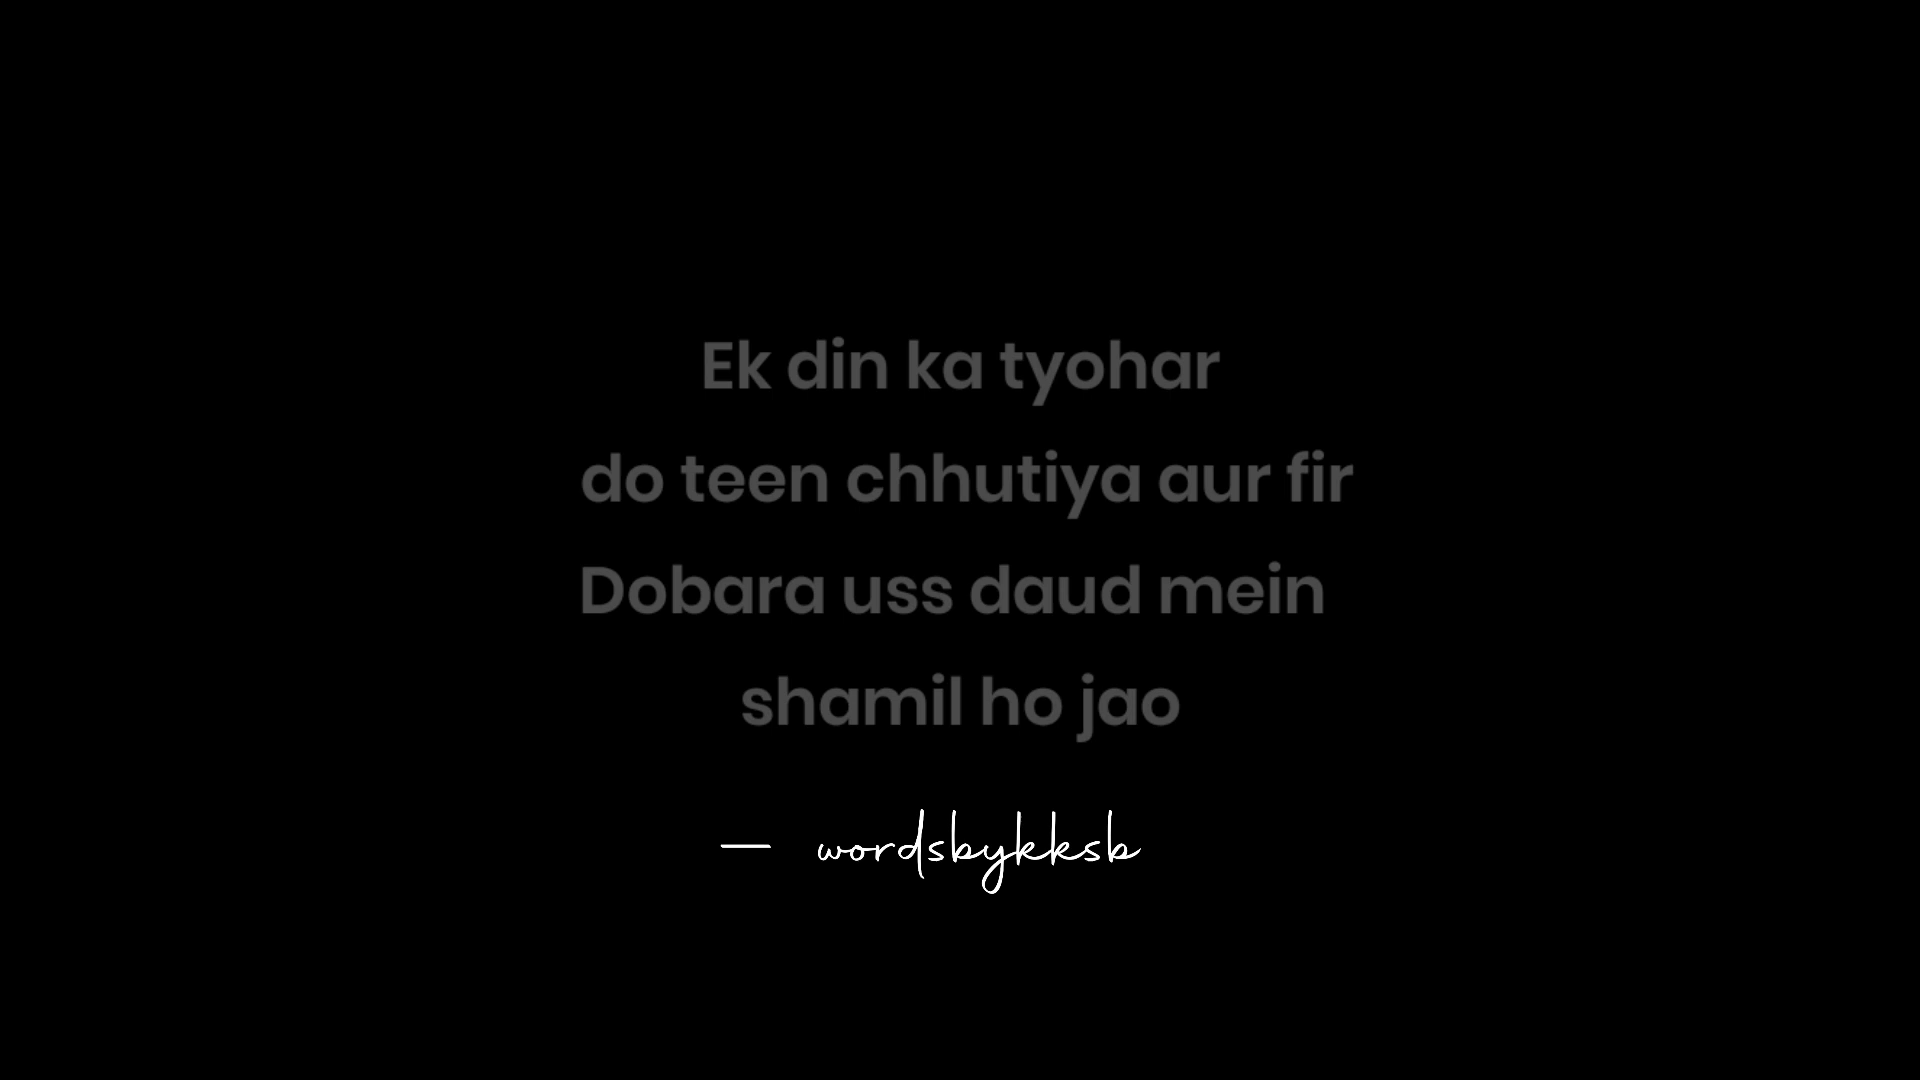 Ek din ka tyohar
do teen chhutiya aur fir
Dobara uss daud mein
shamil ho jao
— wordsbykksb